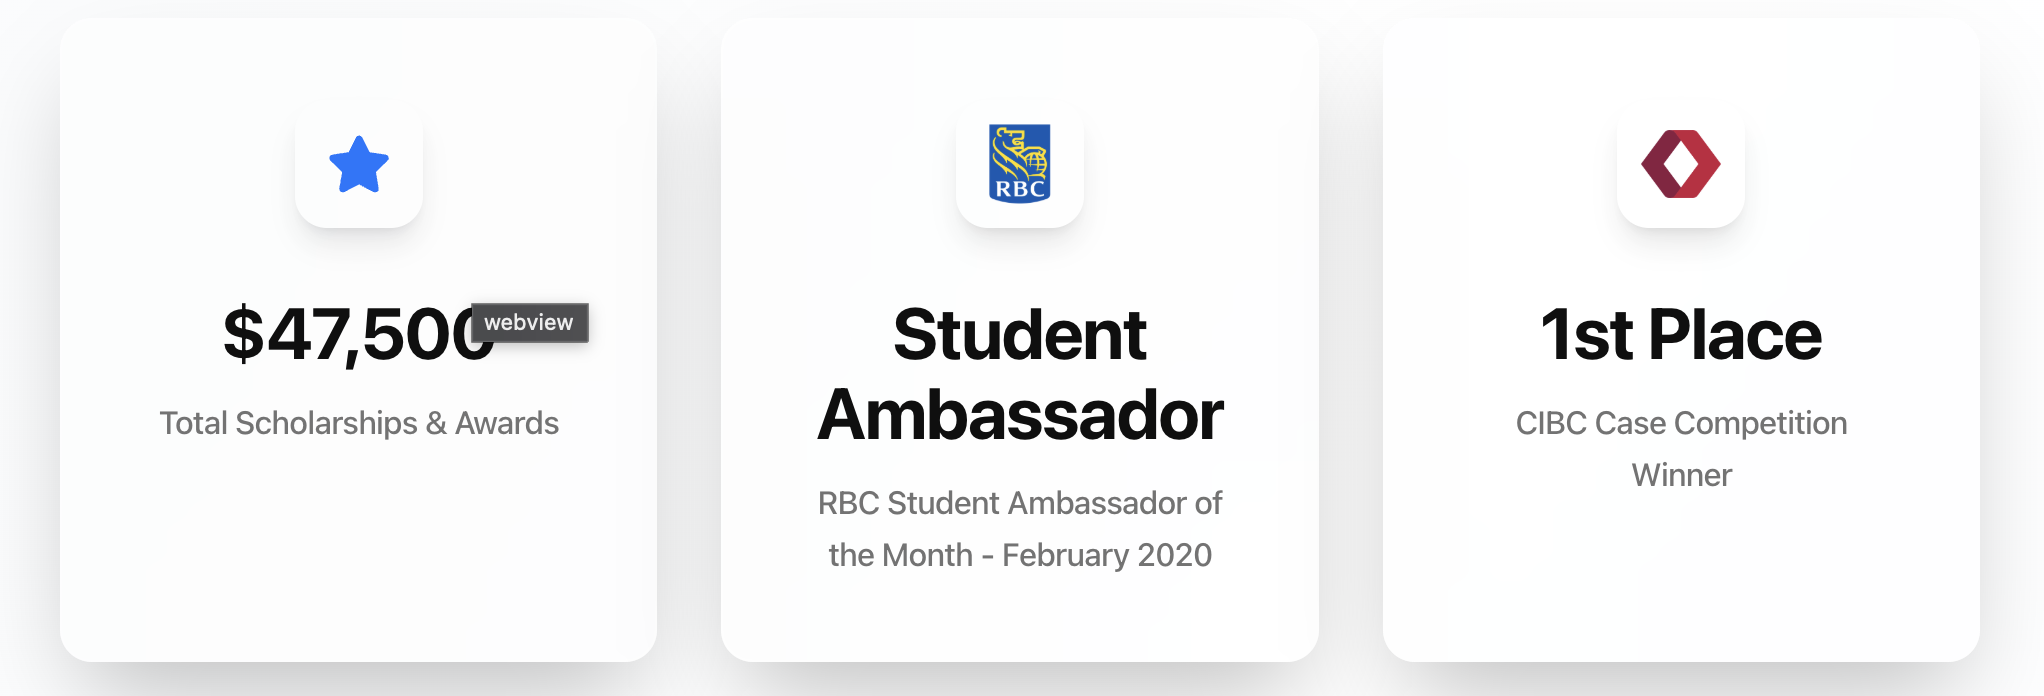 RBC
$47,500
webview
Total Scholarships & Awards
Student
Ambassador
RBC Student Ambassador of
the Month - February 2020
1st Place
CIBC Case Competition
Winner